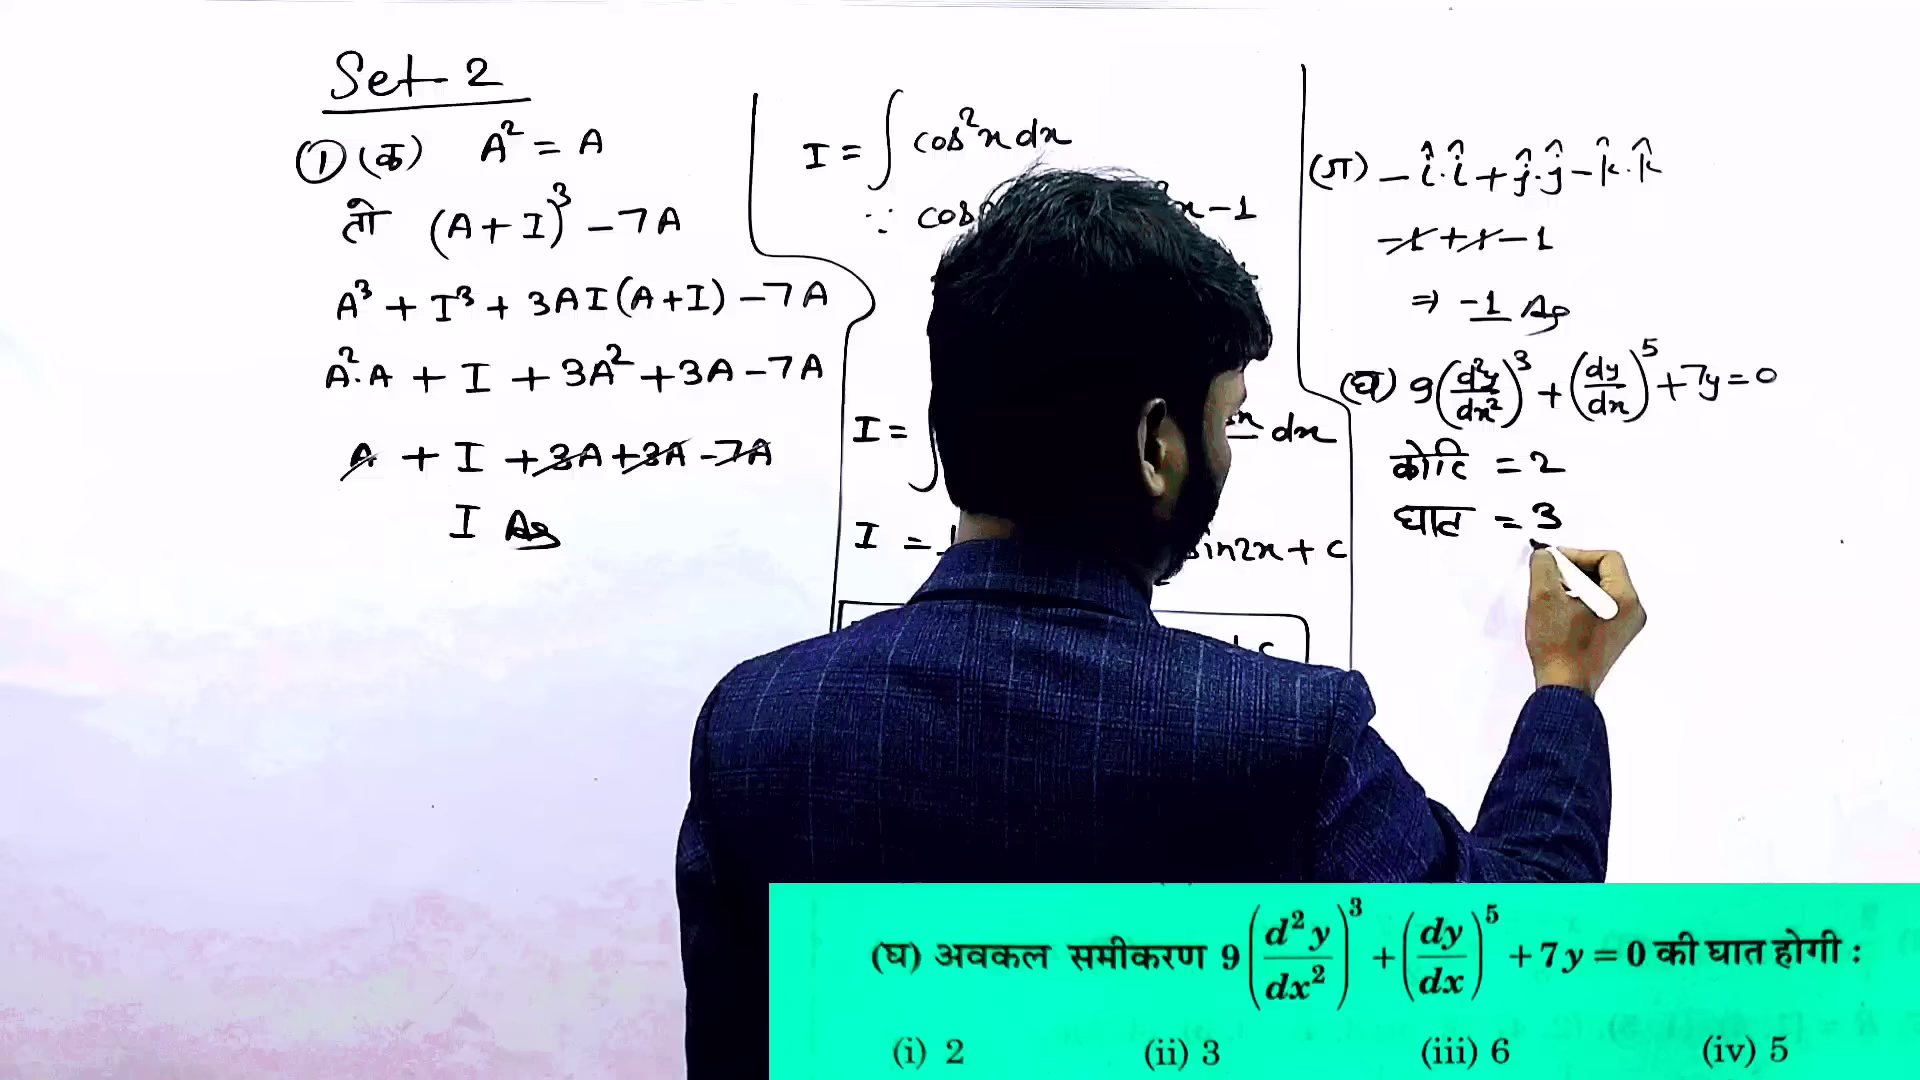 Set-2
① (क) A² = A
तो (A+I)³ -7A
A³ + I³ + 3AI(A+I) -7A
A².A + I + 3A² +3A -7A
A + I +3A+3A -7A
I Ans
I = ∫ cos²x dx
∵ cos x-1
I = ∫ dx
I = sin2x + c
+ c
(ग) - î.î + ĵ.ĵ - k̂.k̂
-1 +1 -1
⇒ -1 Ans
(घ) 9(d²y/dx²)³ + (dy/dx)⁵ +7y=0
कोटि = 2
घात = 3
(घ) अवकल समीकरण 9(d²y/dx²)³ + (dy/dx)⁵ + 7y = 0 की घात होगी :
(i) 2 (ii) 3 (iii) 6 (iv) 5